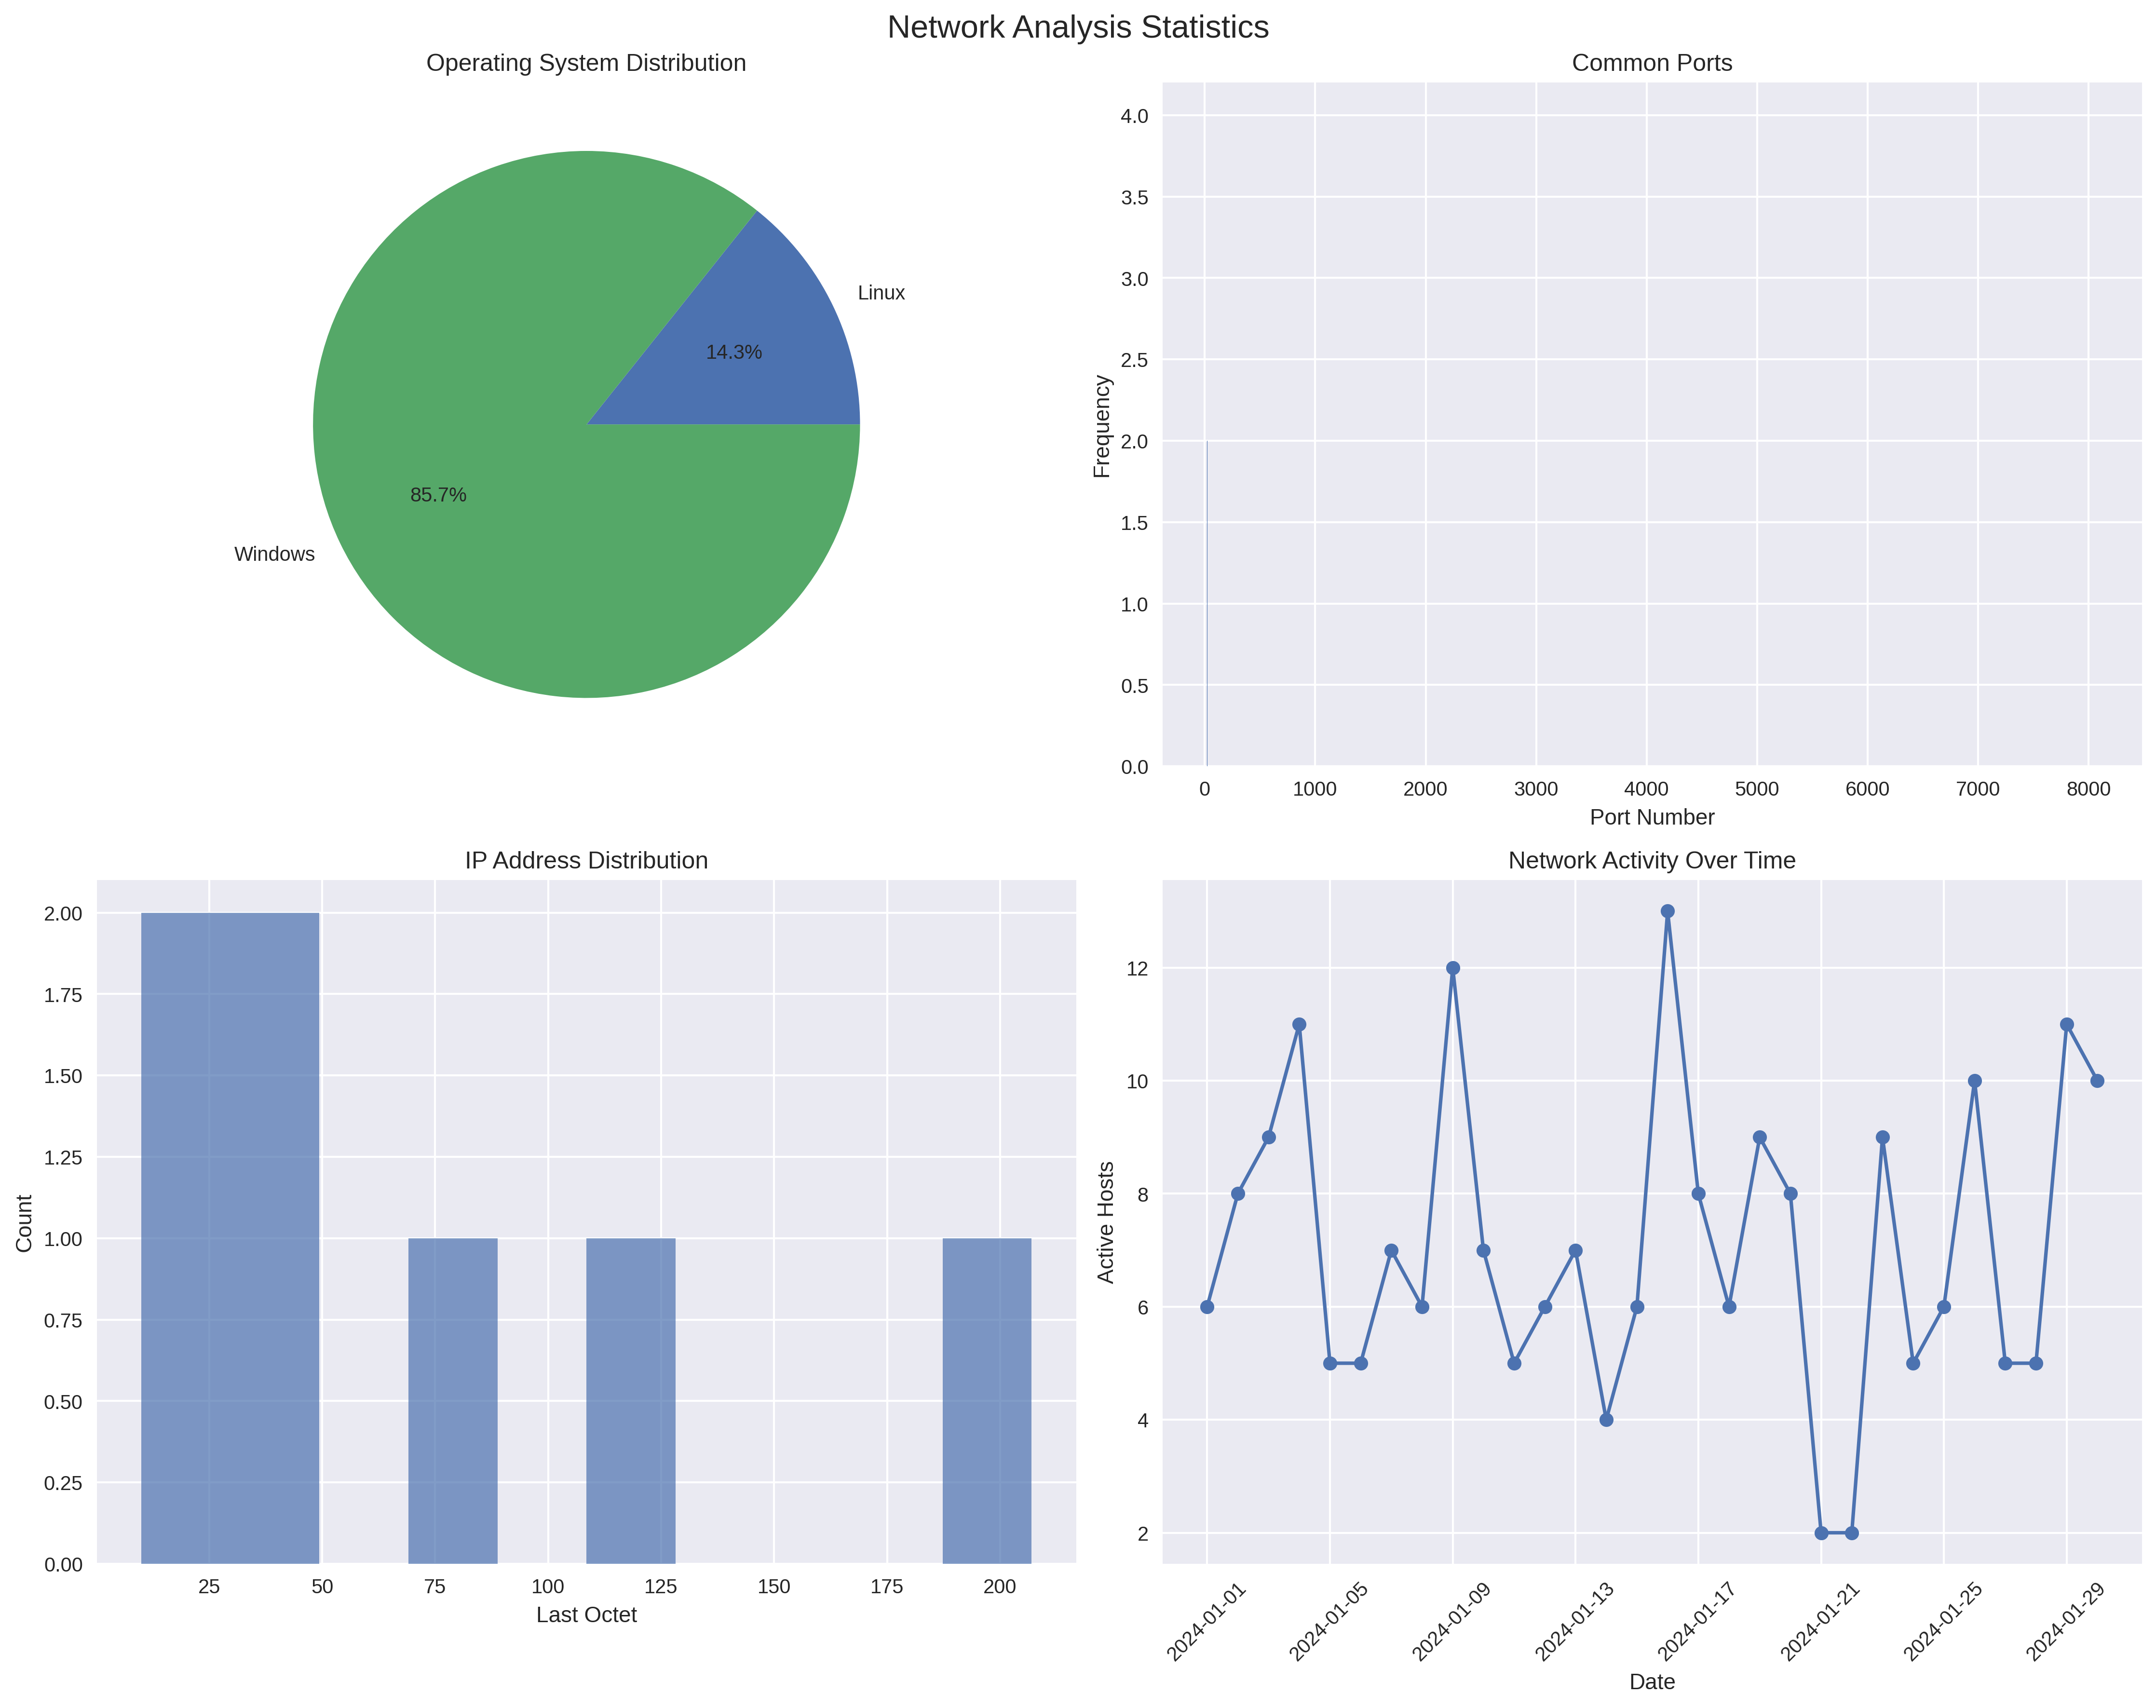 Network Analysis Statistics
Operating System Distribution
Linux
14.3%
85.7%
Windows
Common Ports
4.0
3.5
3.0
2.5
2.0
1.5
1.0
0.5
0.0
Frequency
0 1000 2000 3000 4000 5000 6000 7000 8000
Port Number
IP Address Distribution
2.00
1.75
1.50
1.25
1.00
0.75
0.50
0.25
0.00
Count
25 50 75 100 125 150 175 200
Last Octet
Network Activity Over Time
12
10
8
6
4
2
Active Hosts
2024-01-01 2024-01-05 2024-01-09 2024-01-13 2024-01-17 2024-01-21 2024-01-25 2024-01-29
Date